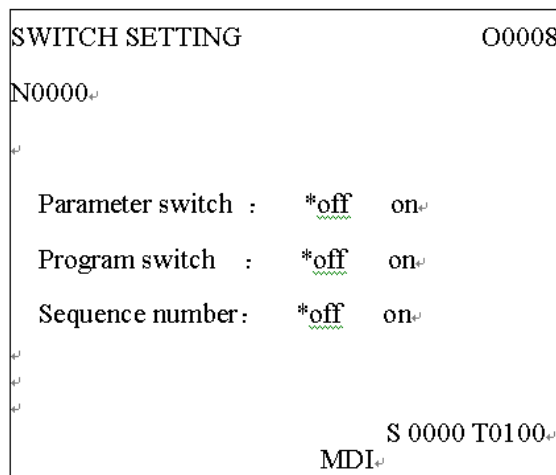 SWITCH SETTING O0008
N0000
Parameter switch : *off on
Program switch : *off on
Sequence number: *off on
S 0000 T0100
MDI